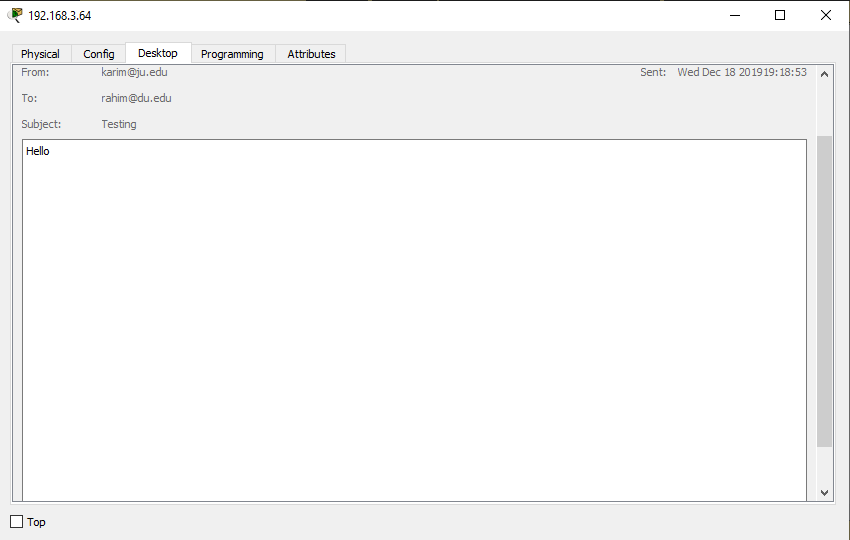 192.168.3.64
Physical Config Desktop Programming Attributes
From: karim@ju.edu Sent: Wed Dec 18 201919:18:53
To: rahim@du.edu
Subject: Testing
Hello
Top